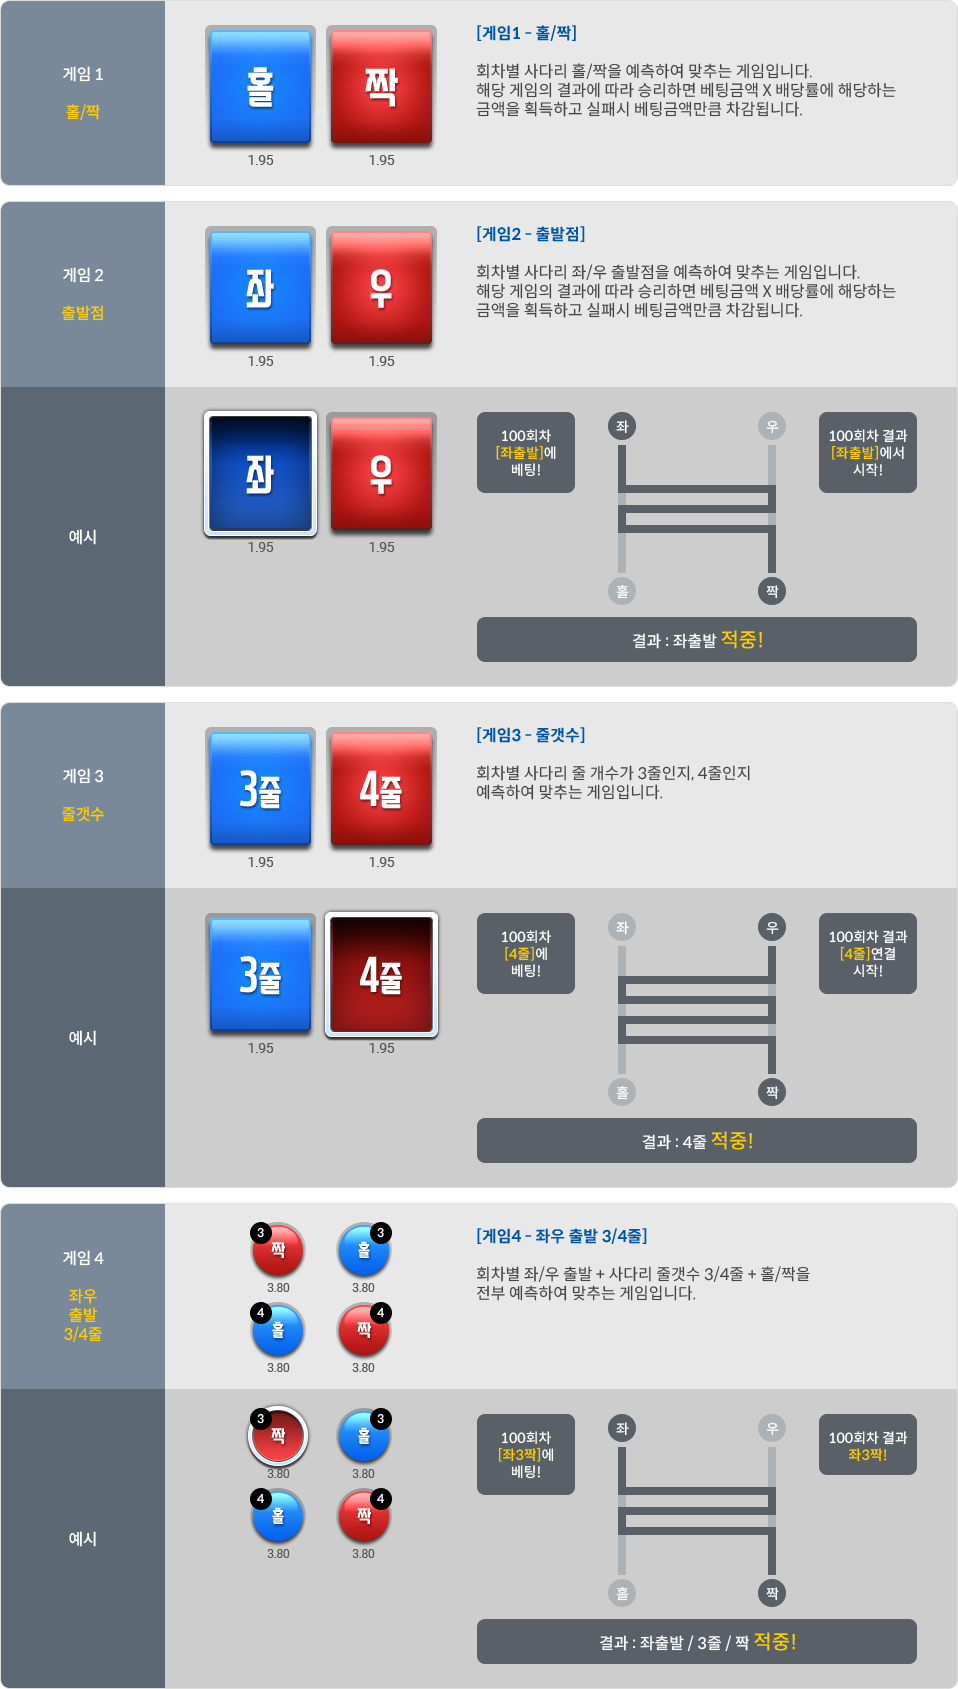 게임 1
홀/짝
홀
짝
1.95
1.95
[게임1 - 홀/짝]
회차별 사다리 홀/짝을 예측하여 맞추는 게임입니다.
해당 게임의 결과에 따라 승리하면 베팅금액 X 배당률에 해당하는
금액을 획득하고 실패시 베팅금액만큼 차감됩니다.
게임 2
출발점
좌
우
1.95
1.95
[게임2 - 출발점]
회차별 사다리 좌/우 출발점을 예측하여 맞추는 게임입니다.
해당 게임의 결과에 따라 승리하면 베팅금액 X 배당률에 해당하는
금액을 획득하고 실패시 베팅금액만큼 차감됩니다.
예시
좌
우
1.95
1.95
100회차
[좌출발]에
베팅!
좌
우
홀
짝
100회차 결과
[좌출발]에서
시작!
결과 : 좌출발 적중!
게임 3
줄갯수
3줄
4줄
1.95
1.95
[게임3 - 줄갯수]
회차별 사다리 줄 개수가 3줄인지, 4줄인지
예측하여 맞추는 게임입니다.
예시
3줄
4줄
1.95
1.95
100회차
[4줄]에
베팅!
좌
우
홀
짝
100회차 결과
[4줄]연결
시작!
결과 : 4줄 적중!
게임 4
좌우
출발
3/4줄
3
짝
3
홀
3.80
3.80
4
홀
4
짝
3.80
3.80
[게임4 - 좌우 출발 3/4줄]
회차별 좌/우 출발 + 사다리 줄갯수 3/4줄 + 홀/짝을
전부 예측하여 맞추는 게임입니다.
예시
3
짝
3
홀
3.80
3.80
4
홀
4
짝
3.80
3.80
100회차
[좌3짝]에
베팅!
좌
우
홀
짝
100회차 결과
좌3짝!
결과 : 좌출발 / 3줄 / 짝 적중!